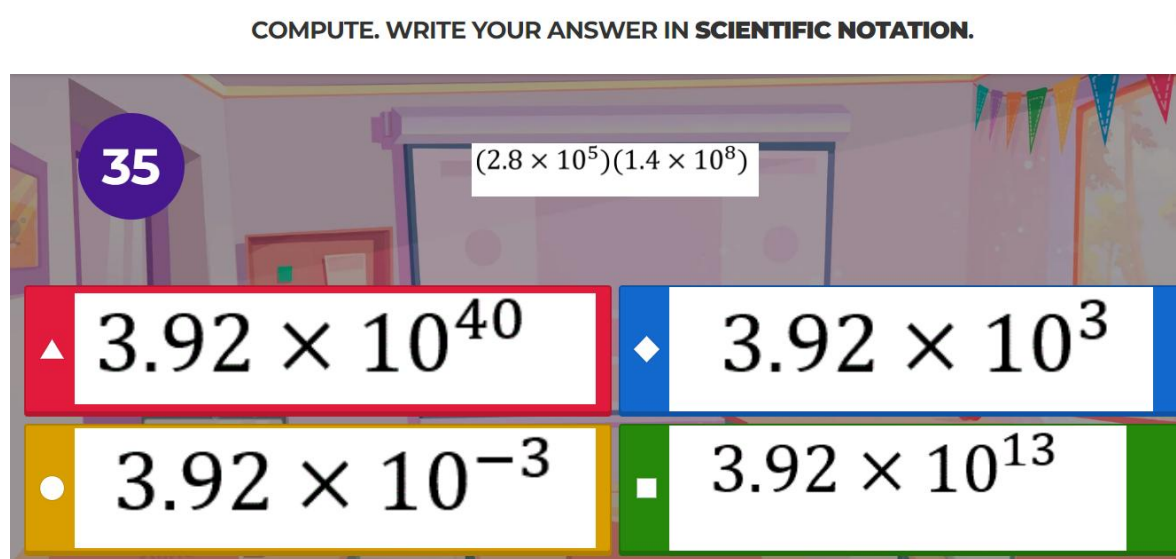 COMPUTE. WRITE YOUR ANSWER IN SCIENTIFIC NOTATION.
35
(2.8 × 10⁵)(1.4 × 10⁸)
3.92 × 10⁴⁰
3.92 × 10³
3.92 × 10⁻³
3.92 × 10¹³